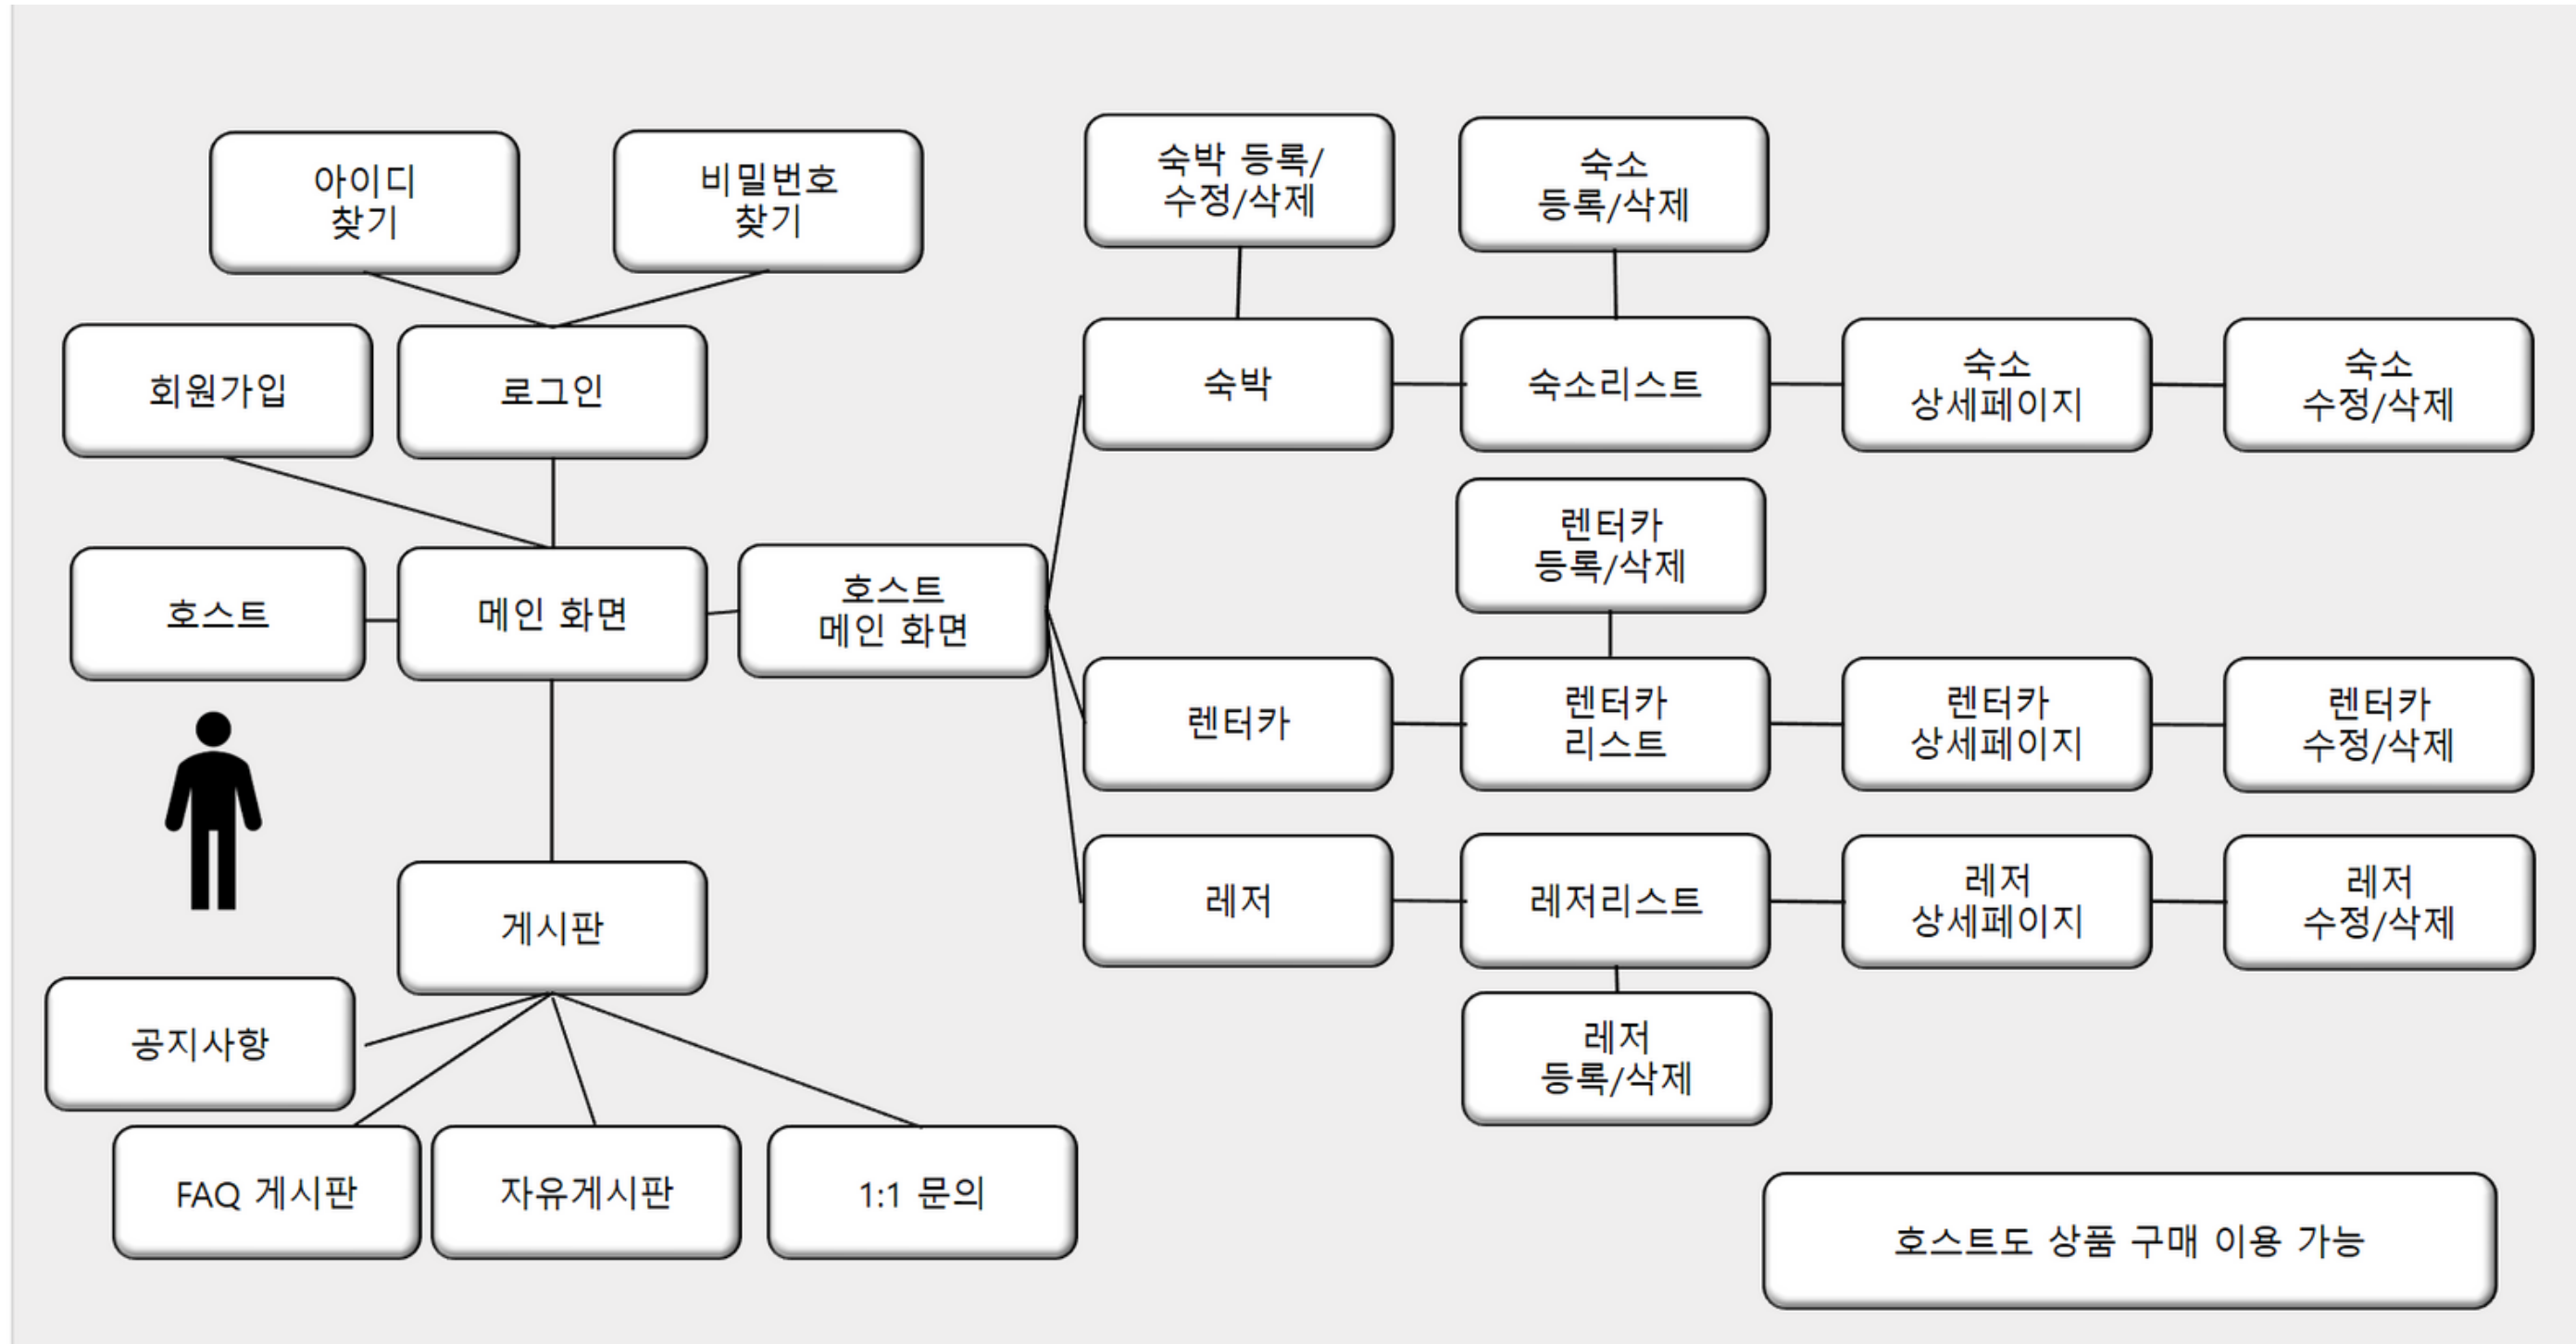 아이디
찾기
비밀번호
찾기
숙박 등록/
수정/삭제
숙소
등록/삭제
회원가입
로그인
숙박
숙소리스트
숙소
상세페이지
숙소
수정/삭제
렌터카
등록/삭제
호스트
메인 화면
호스트
메인 화면
렌터카
렌터카
리스트
렌터카
상세페이지
렌터카
수정/삭제
게시판
레저
레저리스트
레저
상세페이지
레저
수정/삭제
공지사항
레저
등록/삭제
FAQ 게시판
자유게시판
1:1 문의
호스트도 상품 구매 이용 가능